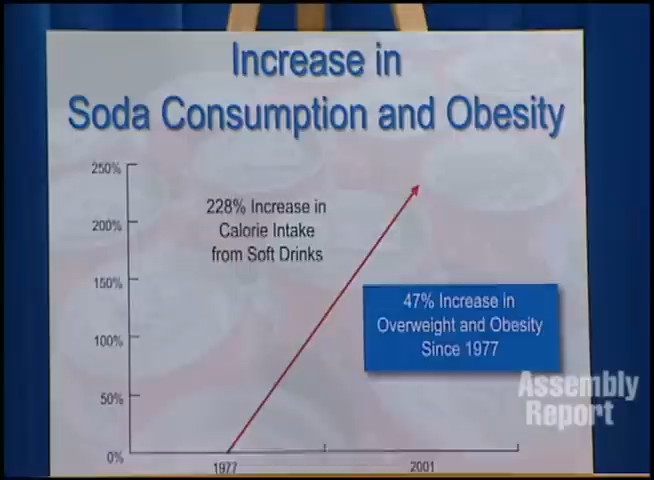 Increase in
Soda Consumption and Obesity
250%
200%
150%
100%
50%
0%
228% Increase in
Calorie Intake
from Soft Drinks
47% Increase in
Overweight and Obesity
Since 1977
1977
2001
Assembly
Report